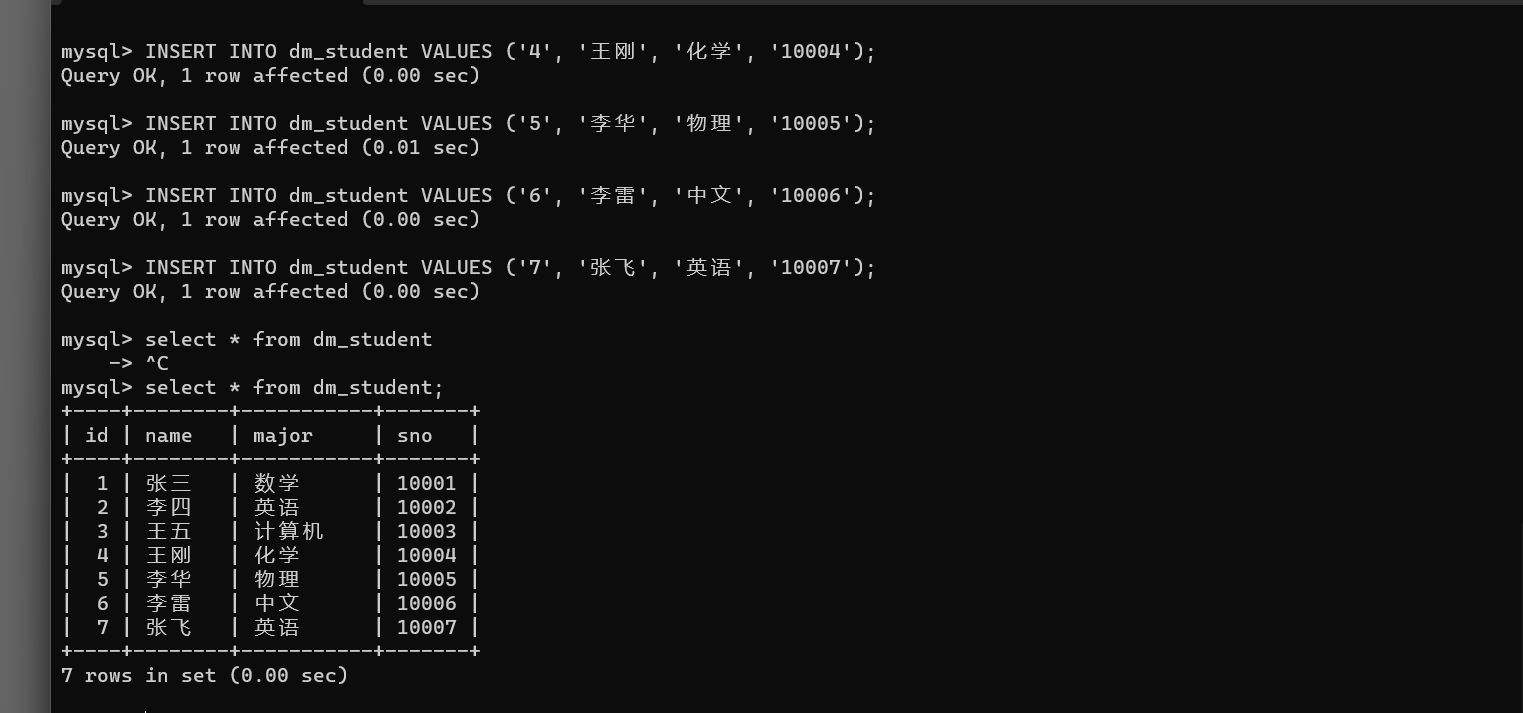 mysql> INSERT INTO dm_student VALUES ('4', '王刚', '化学', '10004');
Query OK, 1 row affected (0.00 sec)
mysql> INSERT INTO dm_student VALUES ('5', '李华', '物理', '10005');
Query OK, 1 row affected (0.01 sec)
mysql> INSERT INTO dm_student VALUES ('6', '李雷', '中文', '10006');
Query OK, 1 row affected (0.00 sec)
mysql> INSERT INTO dm_student VALUES ('7', '张飞', '英语', '10007');
Query OK, 1 row affected (0.00 sec)
mysql> select * from dm_student
    -> ^C
mysql> select * from dm_student;
+----+--------+-----------+-------+
| id | name   | major     | sno   |
+----+--------+-----------+-------+
|  1 | 张三   | 数学      | 10001 |
|  2 | 李四   | 英语      | 10002 |
|  3 | 王五   | 计算机    | 10003 |
|  4 | 王刚   | 化学      | 10004 |
|  5 | 李华   | 物理      | 10005 |
|  6 | 李雷   | 中文      | 10006 |
|  7 | 张飞   | 英语      | 10007 |
+----+--------+-----------+-------+
7 rows in set (0.00 sec)